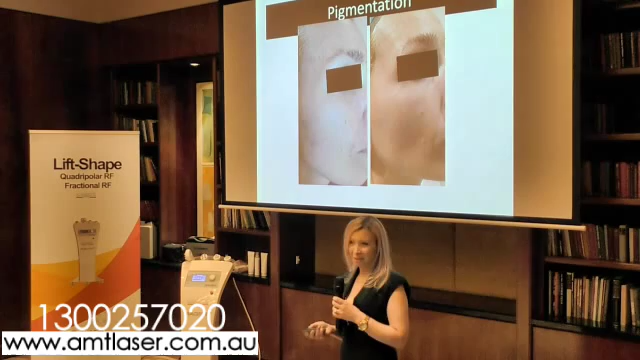 Pigmentation
Lift-Shape
Quadripolar RF
Fractional RF
1300257020
www.amtlaser.com.au